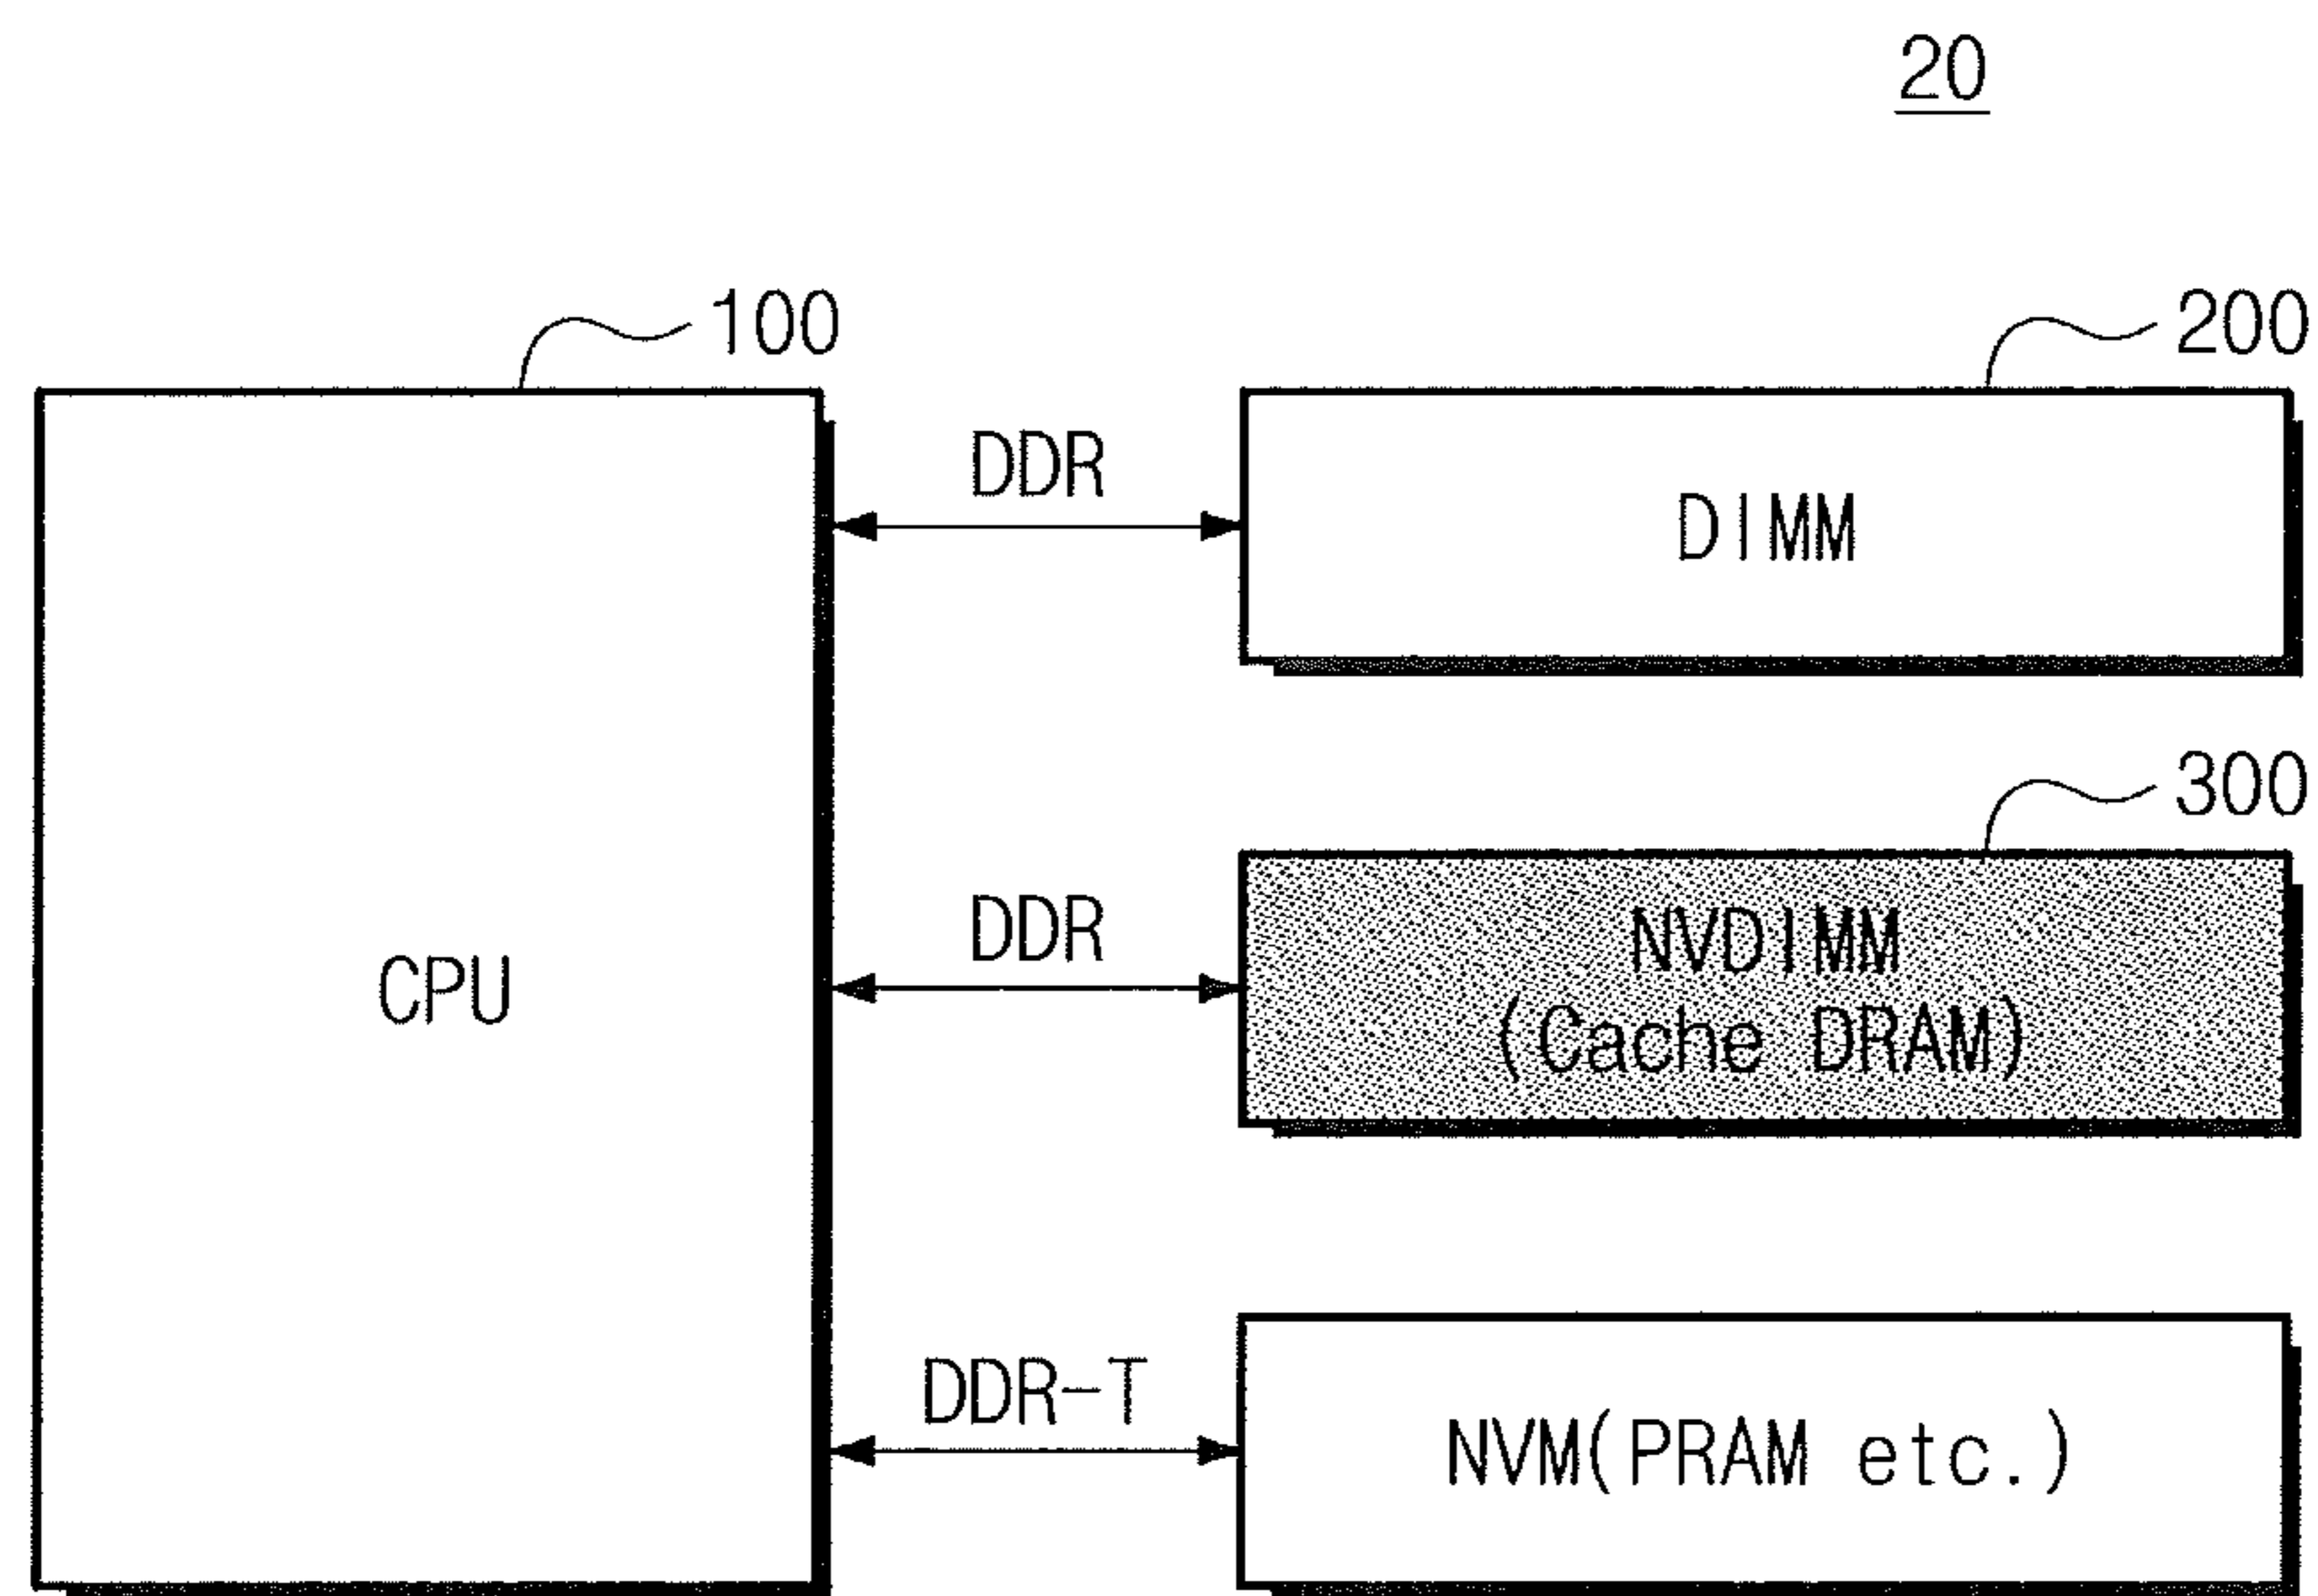 20
100
200
DDR
DIMM
300
DDR
NVDIMM
(Cache DRAM)
CPU
DDR-T
NVM(PRAM etc.)